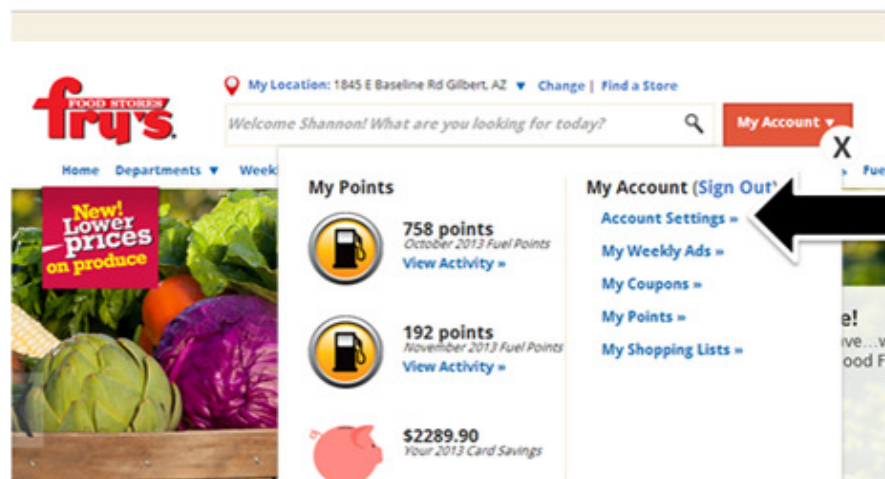 My Location: 1845 E Baseline Rd Gilbert, AZ ▼ Change | Find a Store
FOOD STORES
fry's
Welcome Shannon! What are you looking for today?
My Account ▼
X
Home Departments ▼
New!
Lower
prices
on produce
My Points
758 points
October 2013 Fuel Points
View Activity »
192 points
November 2013 Fuel Points
View Activity »
$2289.90
Your 2013 Card Savings
My Account (Sign Out)
Account Settings »
My Weekly Ads »
My Coupons »
My Points »
My Shopping Lists »